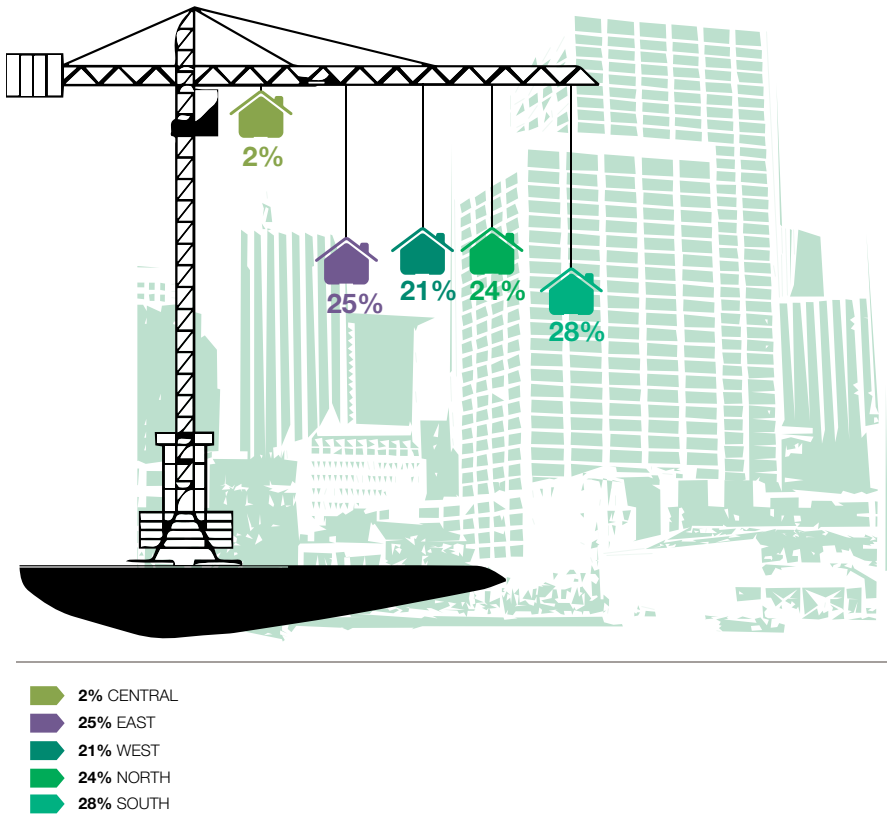 2%
25%
21%
24%
28%
2% CENTRAL
25% EAST
21% WEST
24% NORTH
28% SOUTH